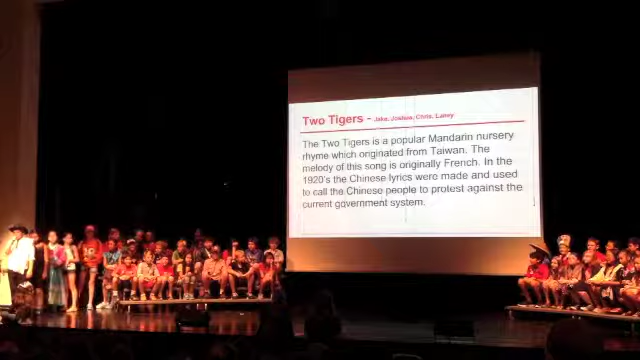 Two Tigers - Jake, Joshua, Chris, Laney
The Two Tigers is a popular Mandarin nursery
rhyme which originated from Taiwan. The
melody of this song is originally French. In the
1920's the Chinese lyrics were made and used
to call the Chinese people to protest against the
current government system.